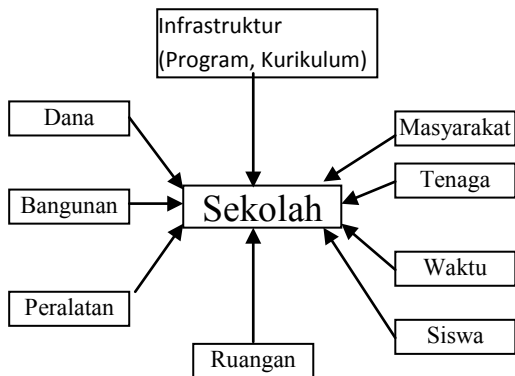 Infrastruktur
(Program, Kurikulum)
Dana
Masyarakat
Tenaga
Bangunan
Sekolah
Waktu
Peralatan
Siswa
Ruangan